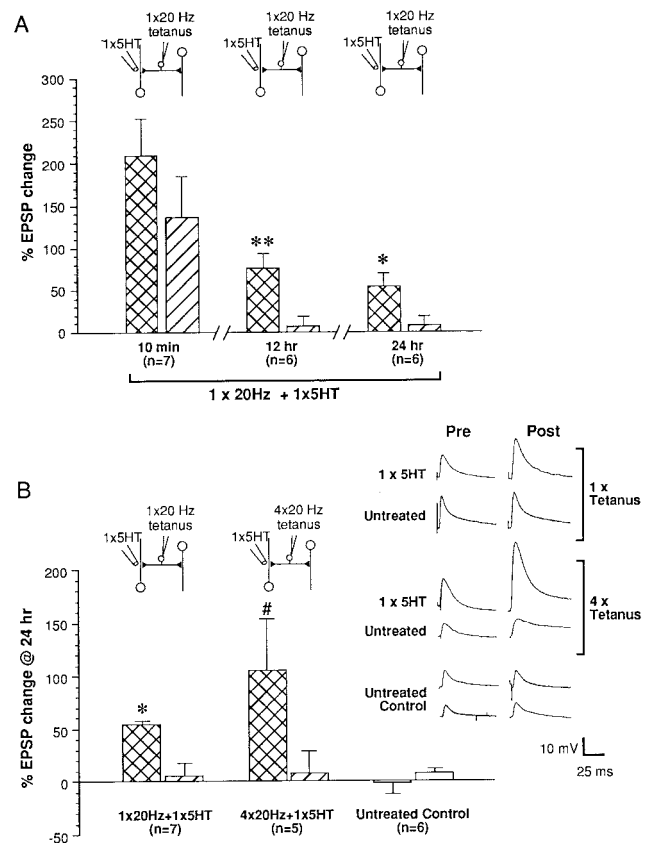 A
1x20 Hz
tetanus
1x5HT
1x20 Hz
tetanus
1x5HT
1x20 Hz
tetanus
1x5HT
% EPSP change
300
250
200
150
100
50
0
**
*
10 min
(n=7)
12 hr
(n=6)
24 hr
(n=6)
1 x 20Hz + 1x5HT
B
1x20 Hz
tetanus
1x5HT
4x20 Hz
tetanus
1x5HT
% EPSP change @ 24 hr
200
150
100
50
0
-50
*
#
1x20Hz+1x5HT
(n=7)
4x20Hz+1x5HT
(n=5)
Untreated Control
(n=6)
Pre
Post
1 x 5HT
Untreated
1 x
Tetanus
1 x 5HT
Untreated
4 x
Tetanus
Untreated
Control
10 mV
25 ms